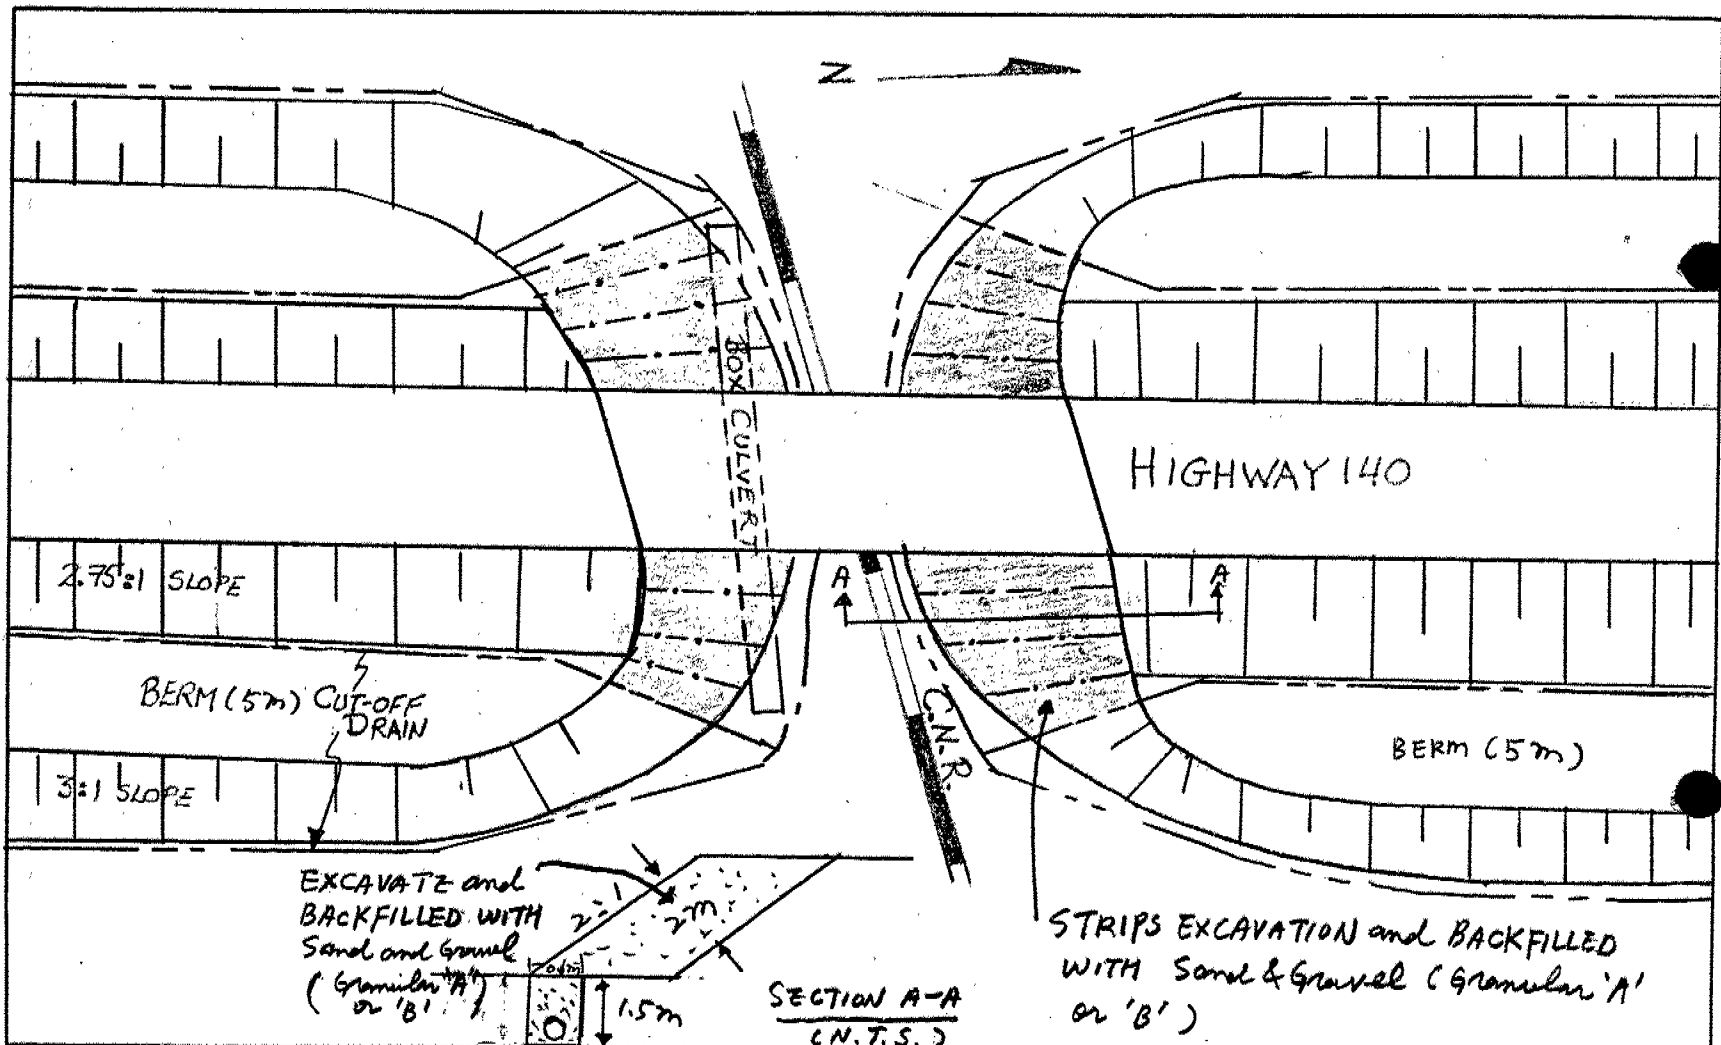 N
BOX CULVERT
HIGHWAY 140
2.75:1 SLOPE
A
A
BERM (5m)
CUT-OFF
DRAIN
C.N.R.
BERM (5m)
3:1 SLOPE
EXCAVATE and
BACKFILLED WITH
Sand and Gravel
(Granular "A"
or 'B')
2:1
2m
1.5m
SECTION A-A
(N.T.S.)
STRIPS EXCAVATION and BACKFILLED
WITH Sand & Gravel (Granular 'A'
or 'B')